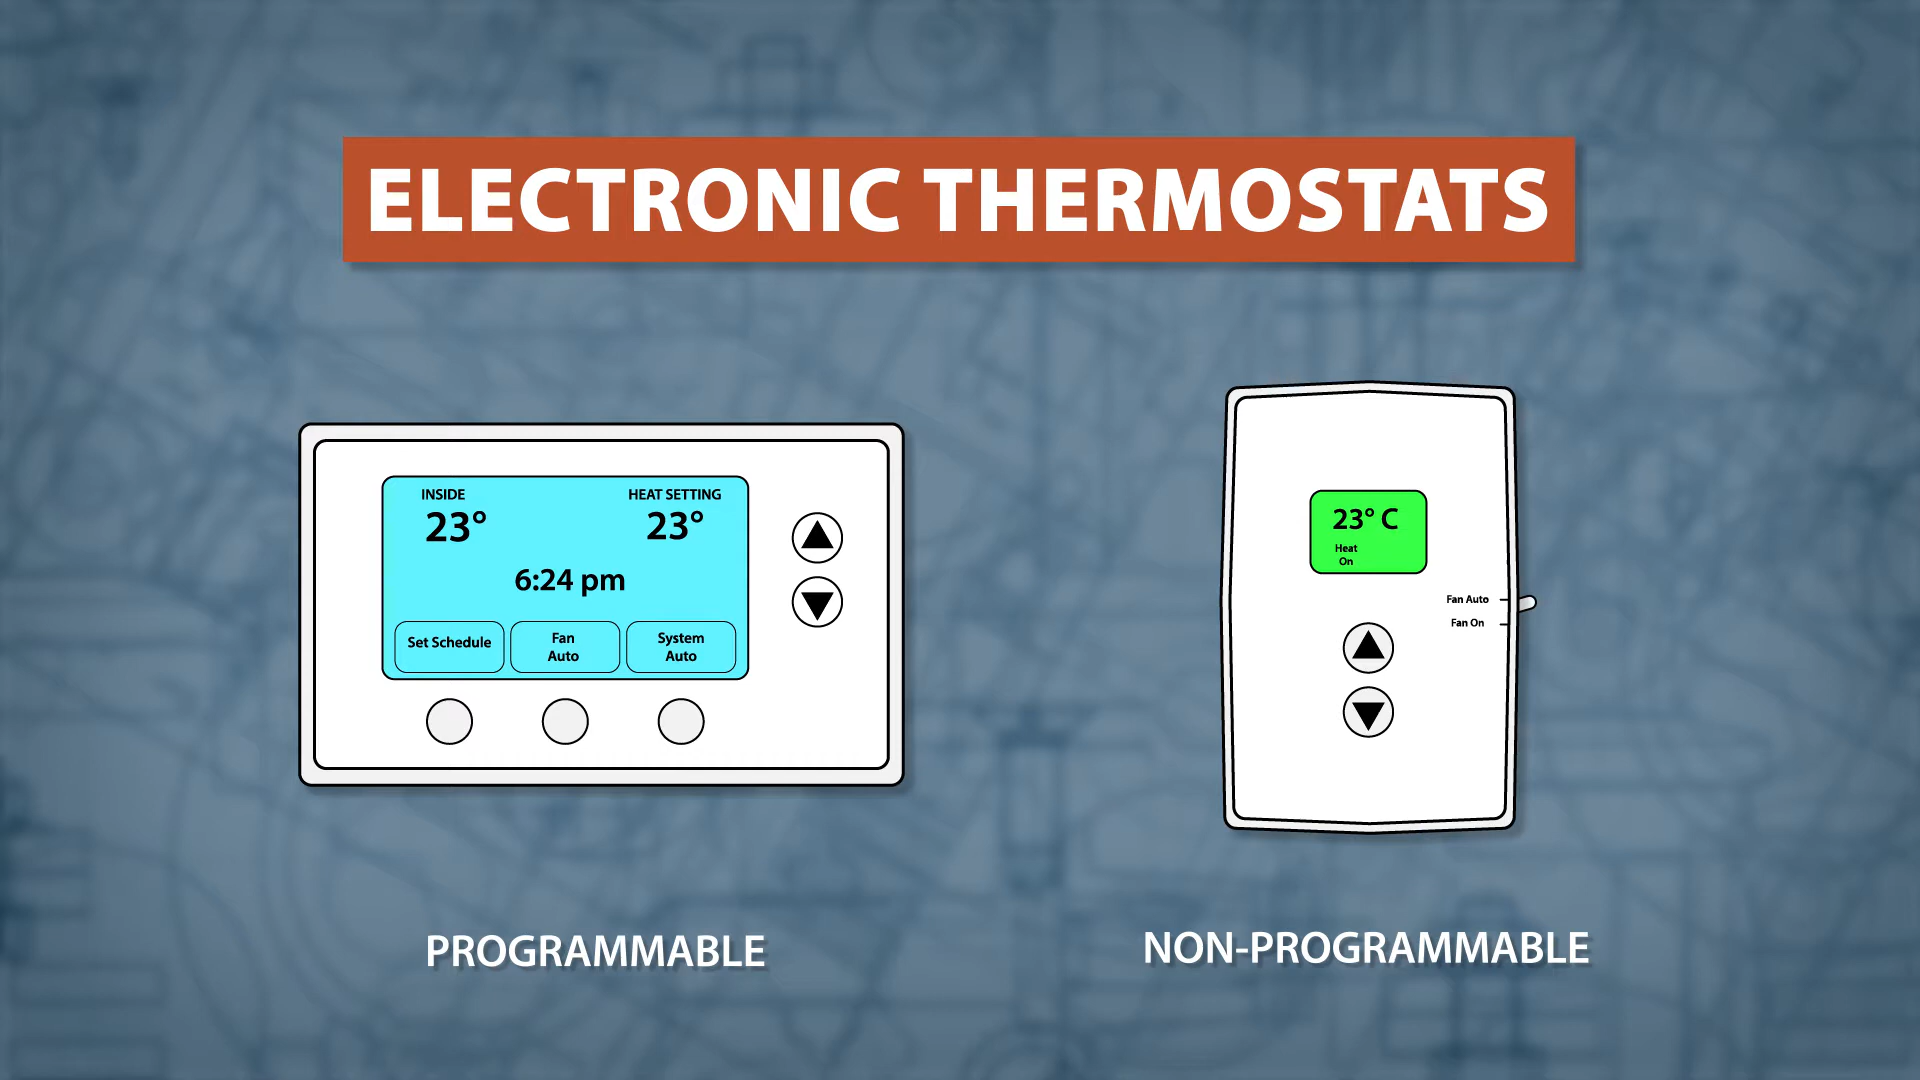 ELECTRONIC THERMOSTATS
INSIDE
23°
HEAT SETTING
23°
6:24 pm
Set Schedule
Fan
Auto
System
Auto
23° C
Heat
On
Fan Auto
Fan On
PROGRAMMABLE
NON-PROGRAMMABLE